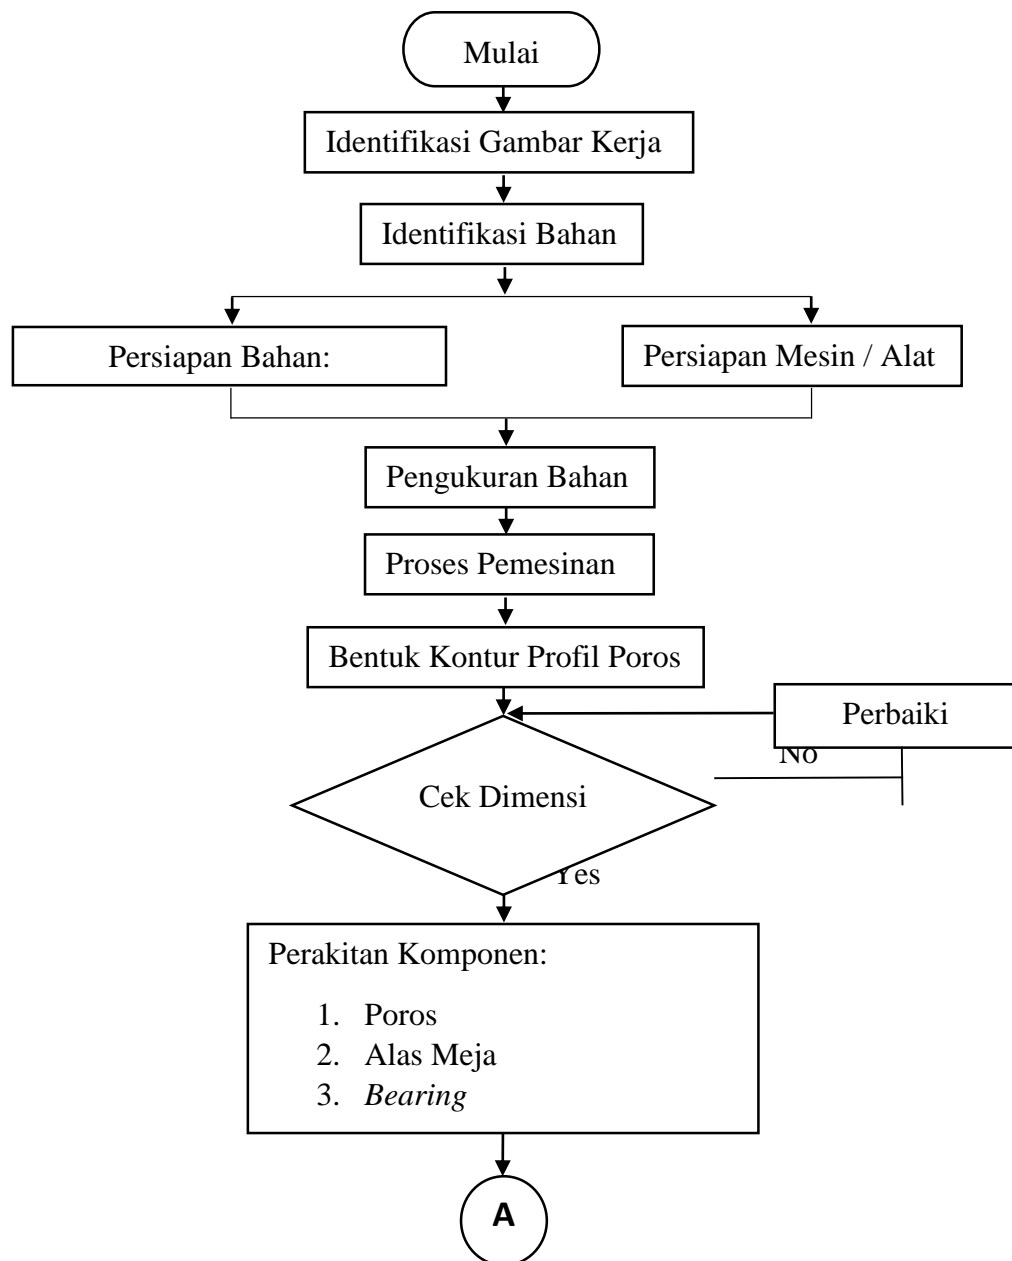 Mulai
Identifikasi Gambar Kerja
Identifikasi Bahan
Persiapan Bahan:
Persiapan Mesin / Alat
Pengukuran Bahan
Proses Pemesinan
Bentuk Kontur Profil Poros
Perbaiki
No
Cek Dimensi
Yes
Perakitan Komponen:
1. Poros
2. Alas Meja
3. Bearing
A